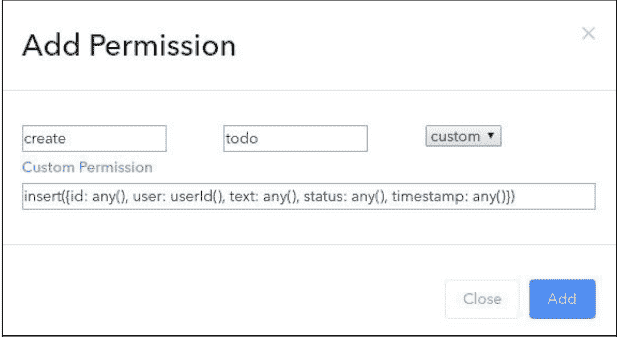 Add Permission
×
create todo custom ▼
Custom Permission
insert({id: any(), user: userId(), text: any(), status: any(), timestamp: any()})
Close Add